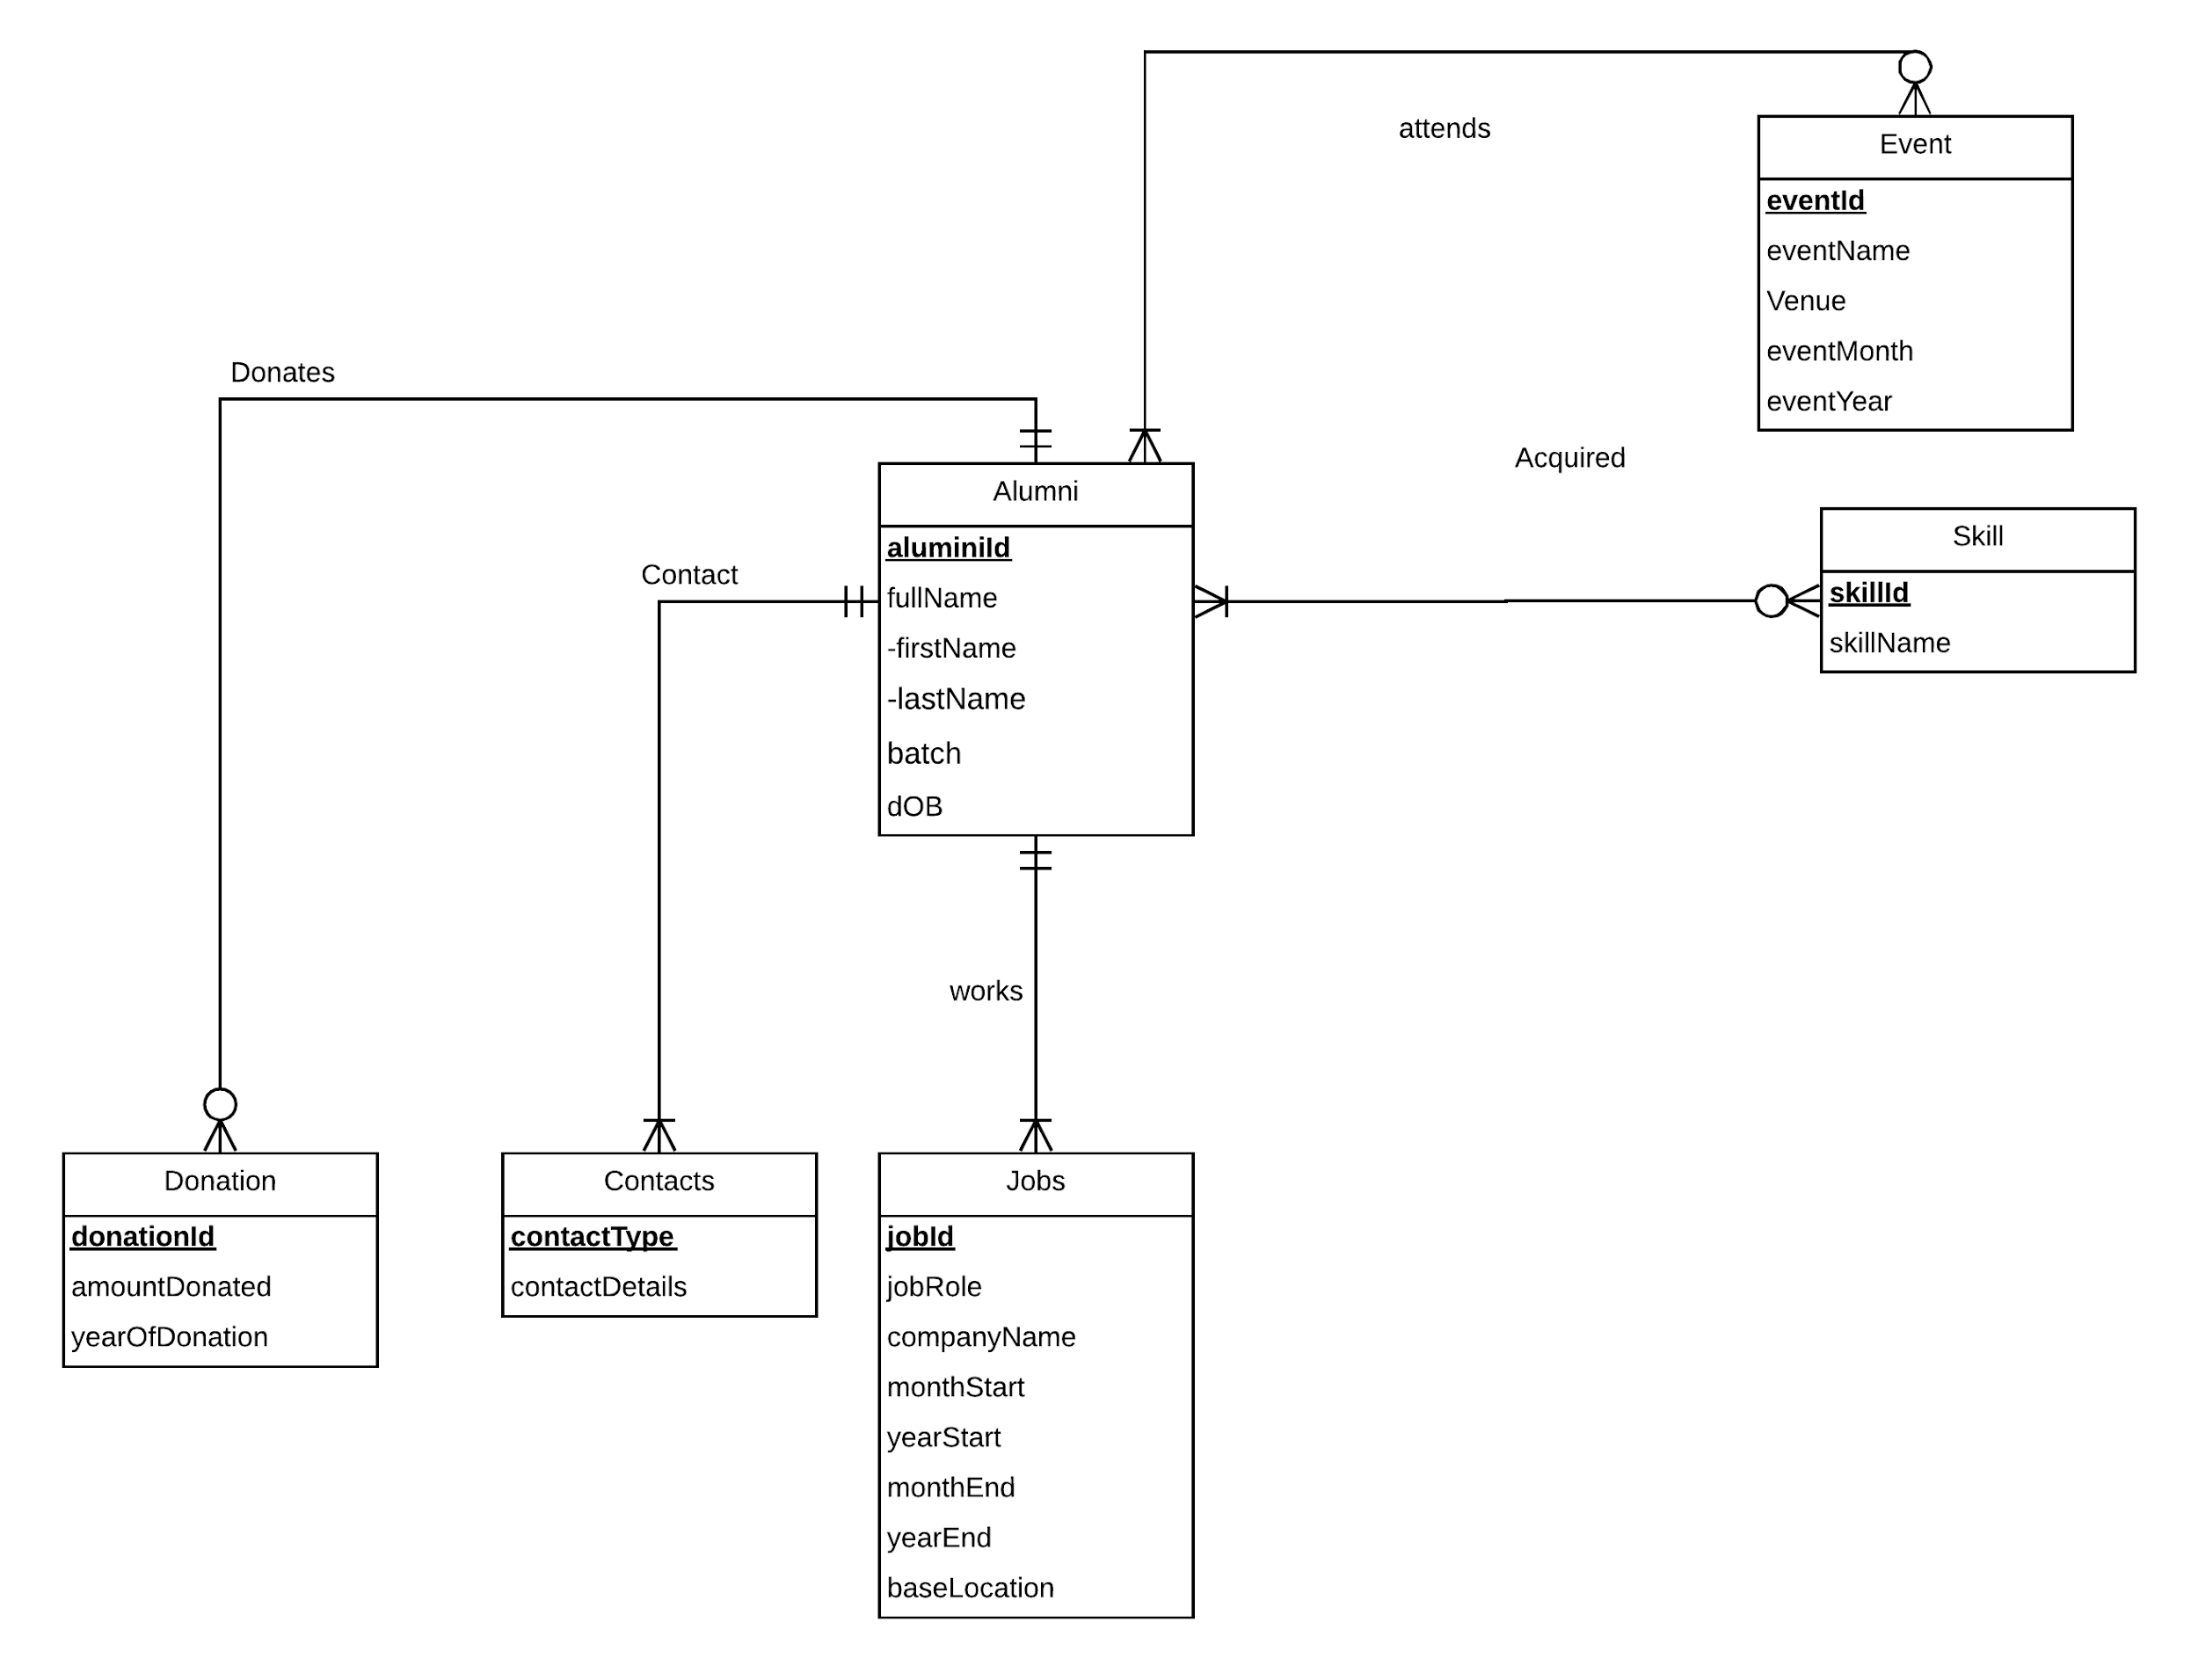 attends
Event
eventId
eventName
Venue
eventMonth
eventYear
Donates
Acquired
Alumni
aluminiId
fullName
-firstName
-lastName
batch
dOB
Contact
Skill
skillId
skillName
works
Donation
donationId
amountDonated
yearOfDonation
Contacts
contactType
contactDetails
Jobs
jobId
jobRole
companyName
monthStart
yearStart
monthEnd
yearEnd
baseLocation